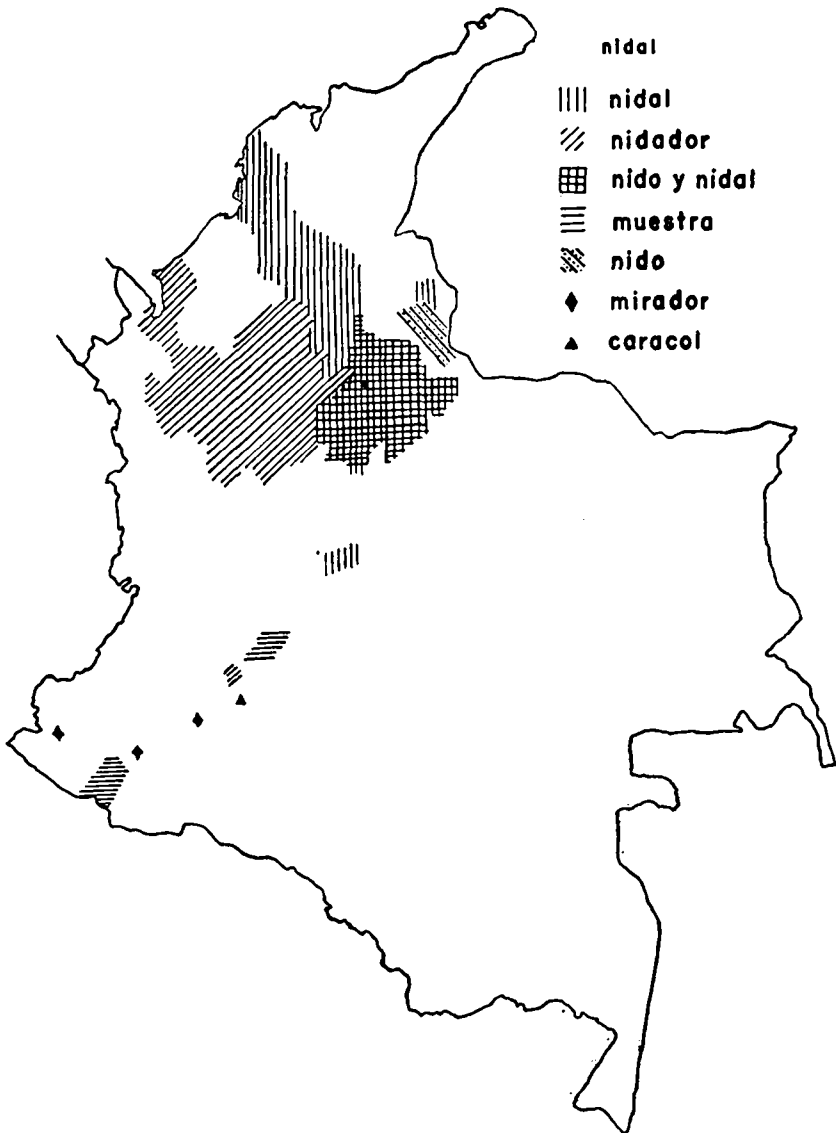 nidal
nidal
nidador
nido y nidal
muestra
nido
mirador
caracol